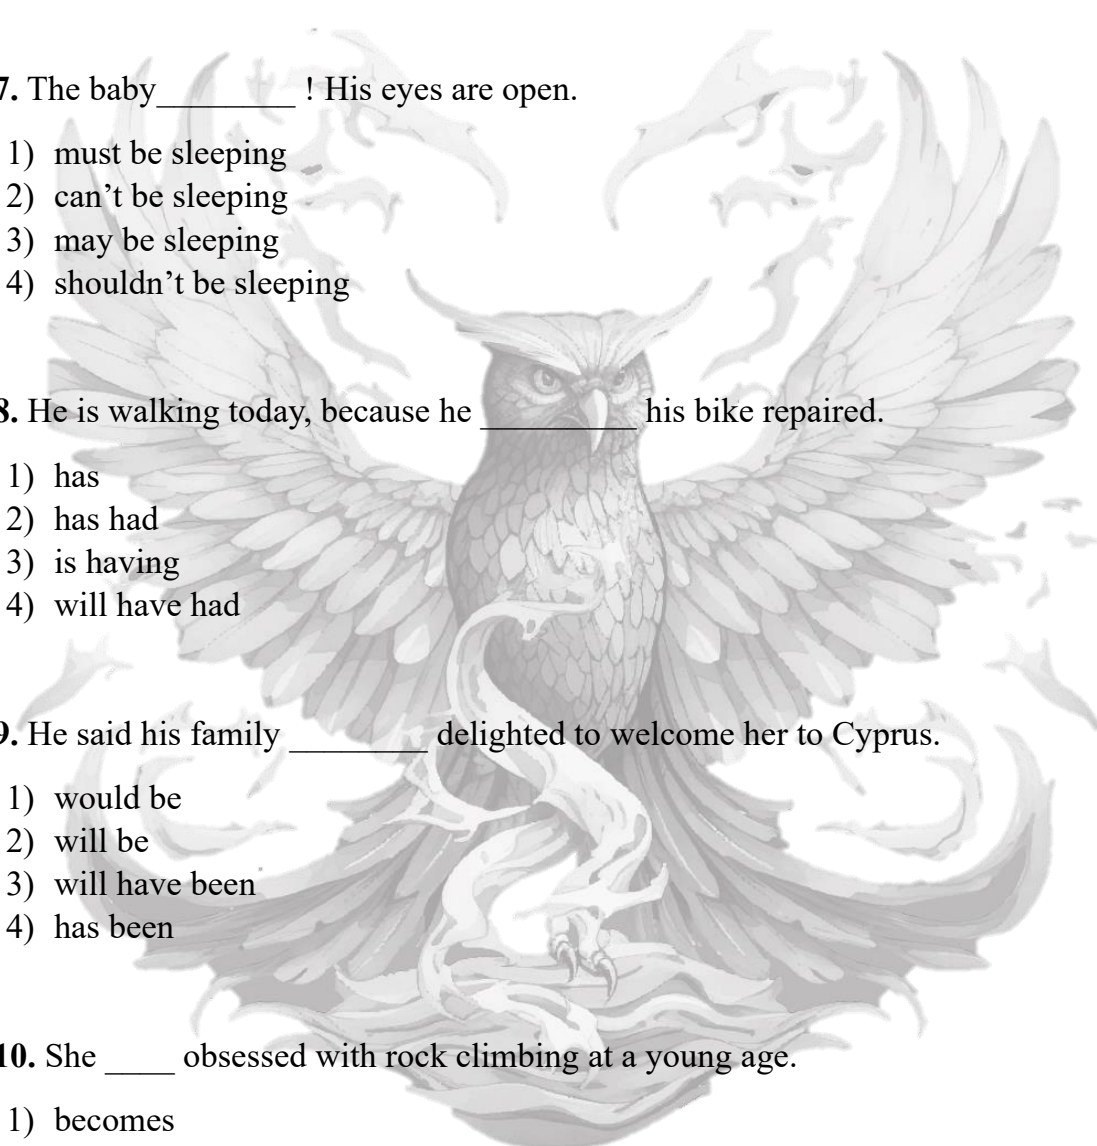 7. The baby________ ! His eyes are open.
1) must be sleeping
2) can’t be sleeping
3) may be sleeping
4) shouldn’t be sleeping
8. He is walking today, because he _________ his bike repaired.
1) has
2) has had
3) is having
4) will have had
9. He said his family ________ delighted to welcome her to Cyprus.
1) would be
2) will be
3) will have been
4) has been
10. She ____ obsessed with rock climbing at a young age.
1) becomes